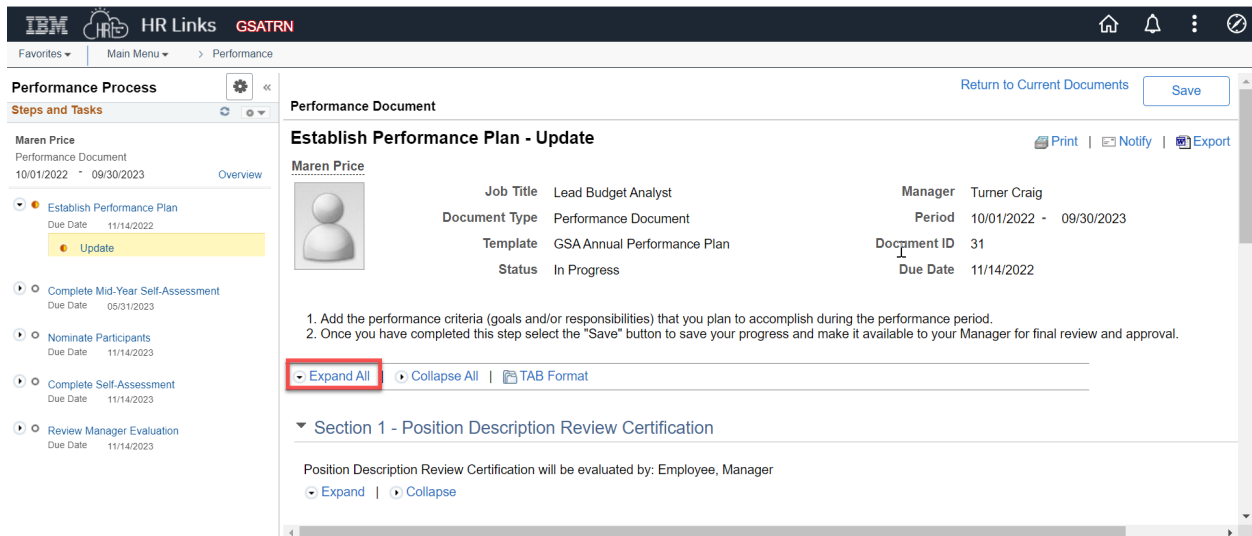 IBM HR HR Links GSATRN
Favorites Main Menu > Performance
Performance Process «
Steps and Tasks
Maren Price
Performance Document
10/01/2022 - 09/30/2023 Overview
Establish Performance Plan
Due Date 11/14/2022
Update
Complete Mid-Year Self-Assessment
Due Date 05/31/2023
Nominate Participants
Due Date 11/14/2023
Complete Self-Assessment
Due Date 11/14/2023
Review Manager Evaluation
Due Date 11/14/2023
Return to Current Documents Save
Performance Document
Establish Performance Plan - Update
Print | Notify | Export
Maren Price
Job Title Lead Budget Analyst Manager Turner Craig
Document Type Performance Document Period 10/01/2022 - 09/30/2023
Template GSA Annual Performance Plan Document ID 31
Status In Progress Due Date 11/14/2022
1. Add the performance criteria (goals and/or responsibilities) that you plan to accomplish during the performance period.
2. Once you have completed this step select the "Save" button to save your progress and make it available to your Manager for final review and approval.
Expand All | Collapse All | TAB Format
Section 1 - Position Description Review Certification
Position Description Review Certification will be evaluated by: Employee, Manager
Expand | Collapse